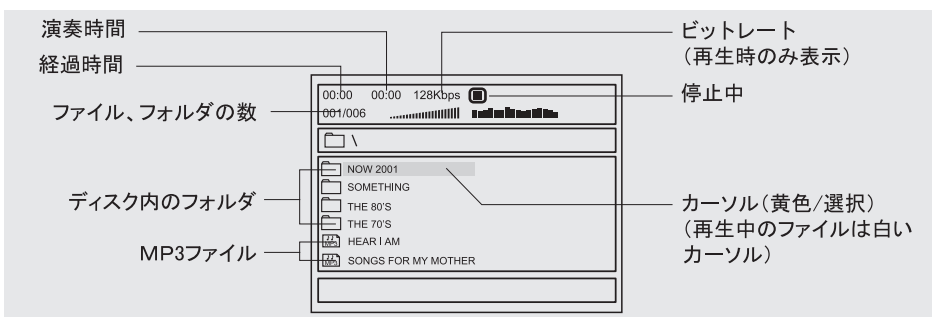 演奏時間
経過時間
ファイル、フォルダの数
ディスク内のフォルダ
MP3ファイル
00:00 00:00 128Kbps
001/006
\
NOW 2001
SOMETHING
THE 80'S
THE 70'S
MP3 HEAR I AM
MP3 SONGS FOR MY MOTHER
ビットレート
(再生時のみ表示)
停止中
カーソル(黄色/選択)
(再生中のファイルは白い
カーソル)